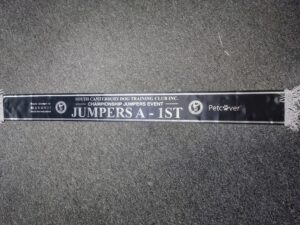 SOUTH CANTERBURY DOG TRAINING CLUB INC.
CHAMPIONSHIP JUMPERS EVENT
JUMPERS A - 1ST
Petcover